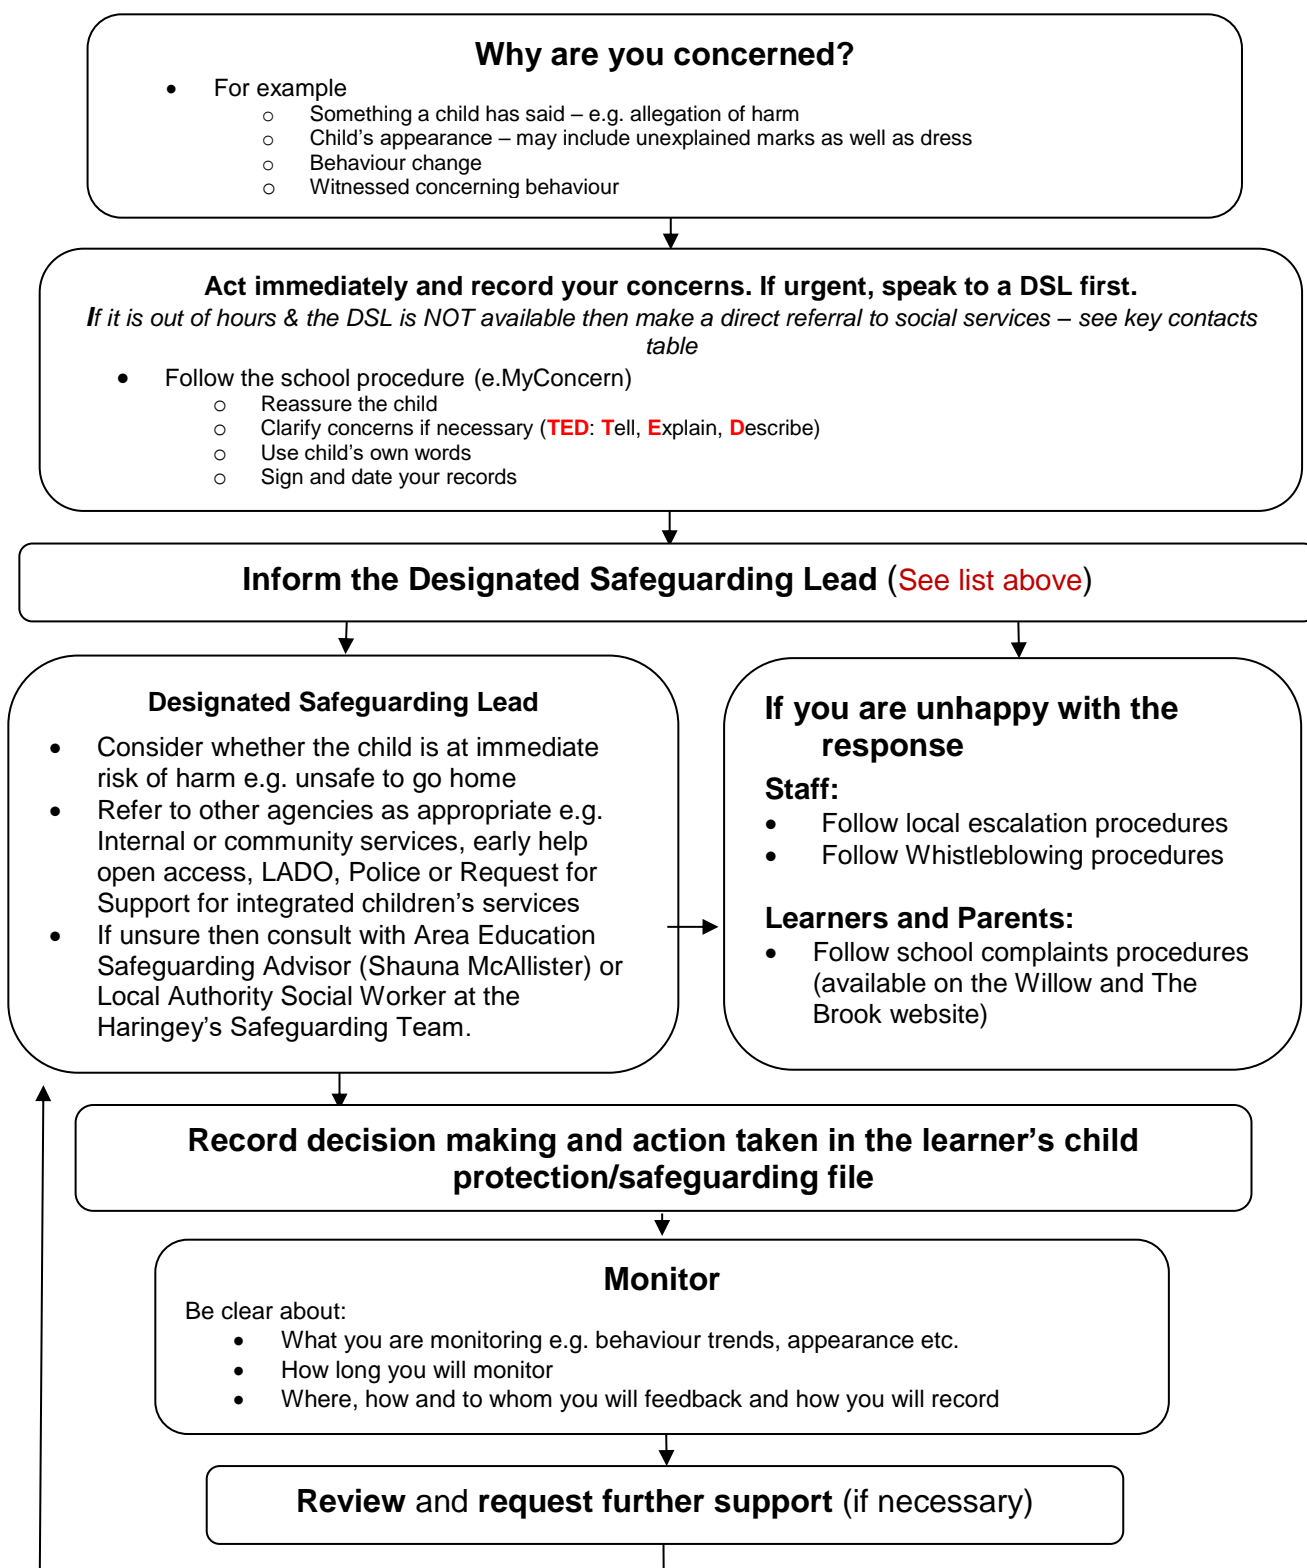 Why are you concerned?
• For example
o Something a child has said – e.g. allegation of harm
o Child's appearance – may include unexplained marks as well as dress
o Behaviour change
o Witnessed concerning behaviour
Act immediately and record your concerns. If urgent, speak to a DSL first.
If it is out of hours & the DSL is NOT available then make a direct referral to social services – see key contacts
table
• Follow the school procedure (e.MyConcern)
o Reassure the child
o Clarify concerns if necessary (TED: Tell, Explain, Describe)
o Use child's own words
o Sign and date your records
Inform the Designated Safeguarding Lead (See list above)
Designated Safeguarding Lead
• Consider whether the child is at immediate
risk of harm e.g. unsafe to go home
• Refer to other agencies as appropriate e.g.
Internal or community services, early help
open access, LADO, Police or Request for
Support for integrated children's services
• If unsure then consult with Area Education
Safeguarding Advisor (Shauna McAllister) or
Local Authority Social Worker at the
Haringey's Safeguarding Team.
If you are unhappy with the
response
Staff:
• Follow local escalation procedures
• Follow Whistleblowing procedures
Learners and Parents:
• Follow school complaints procedures
(available on the Willow and The
Brook website)
Record decision making and action taken in the learner's child
protection/safeguarding file
Monitor
Be clear about:
• What you are monitoring e.g. behaviour trends, appearance etc.
• How long you will monitor
• Where, how and to whom you will feedback and how you will record
Review and request further support (if necessary)